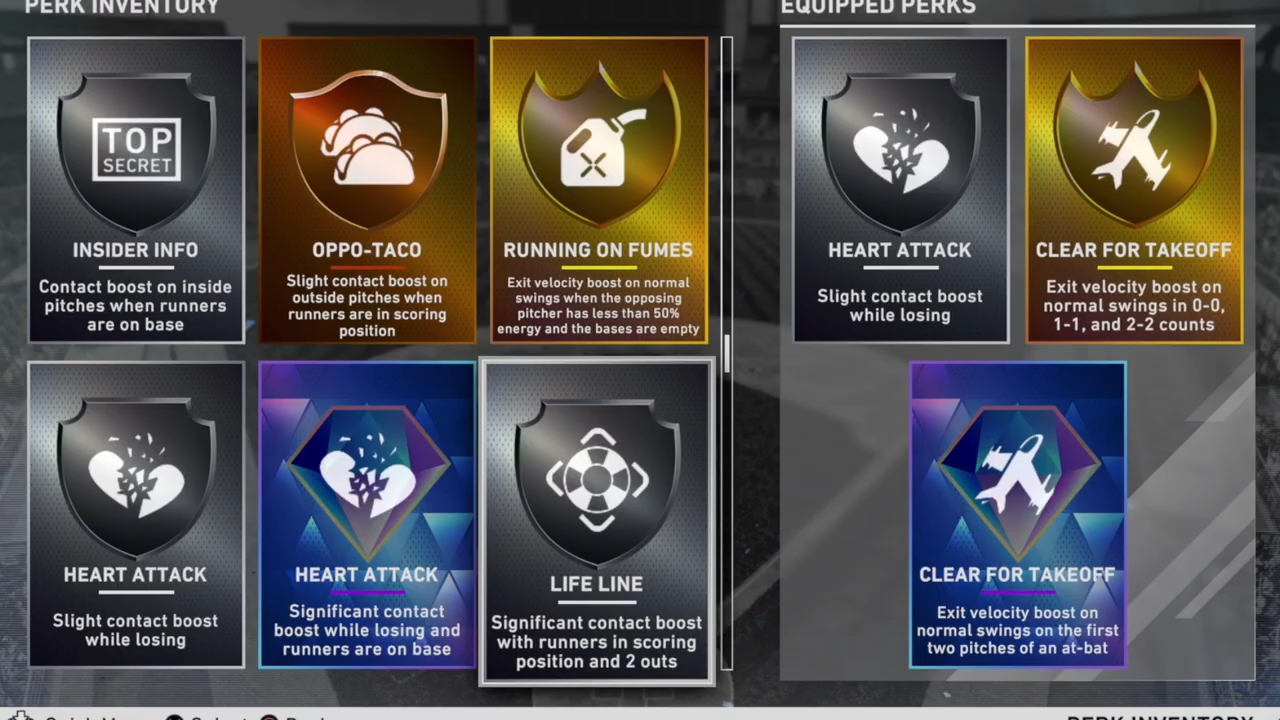 PERK INVENTORY
EQUIPPED PERKS
TOP
SECRET
INSIDER INFO
Contact boost on inside
pitches when runners
are on base
OPPO-TACO
Slight contact boost on
outside pitches when
runners are in scoring
position
RUNNING ON FUMES
Exit velocity boost on normal
swings when the opposing
pitcher has less than 50%
energy and the bases are empty
HEART ATTACK
Slight contact boost
while losing
CLEAR FOR TAKEOFF
Exit velocity boost on
normal swings in 0-0,
1-1, and 2-2 counts
HEART ATTACK
Slight contact boost
while losing
HEART ATTACK
Significant contact
boost while losing and
runners are on base
LIFE LINE
Significant contact boost
with runners in scoring
position and 2 outs
CLEAR FOR TAKEOFF
Exit velocity boost on
normal swings on the first
two pitches of an at-bat
PERK INVENTORY